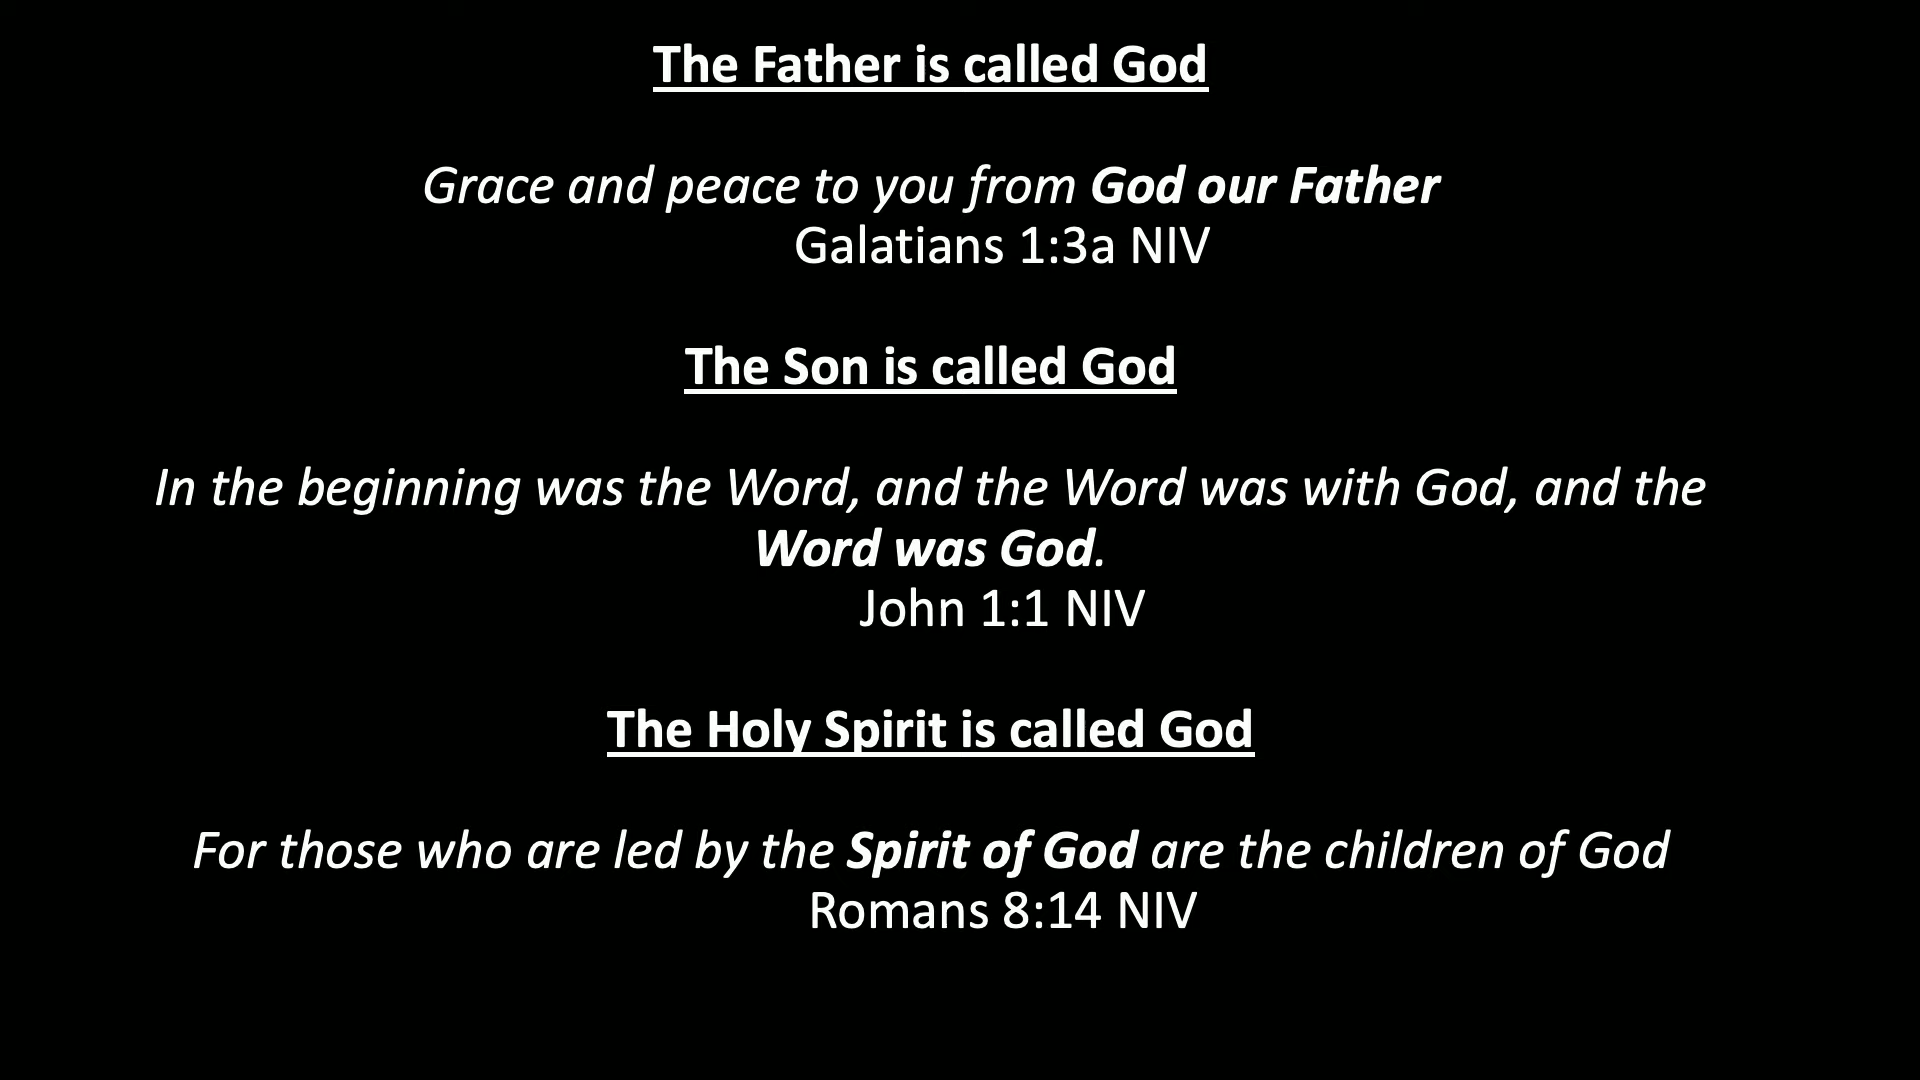 The Father is called God
Grace and peace to you from God our Father
Galatians 1:3a NIV
The Son is called God
In the beginning was the Word, and the Word was with God, and the
Word was God.
John 1:1 NIV
The Holy Spirit is called God
For those who are led by the Spirit of God are the children of God
Romans 8:14 NIV